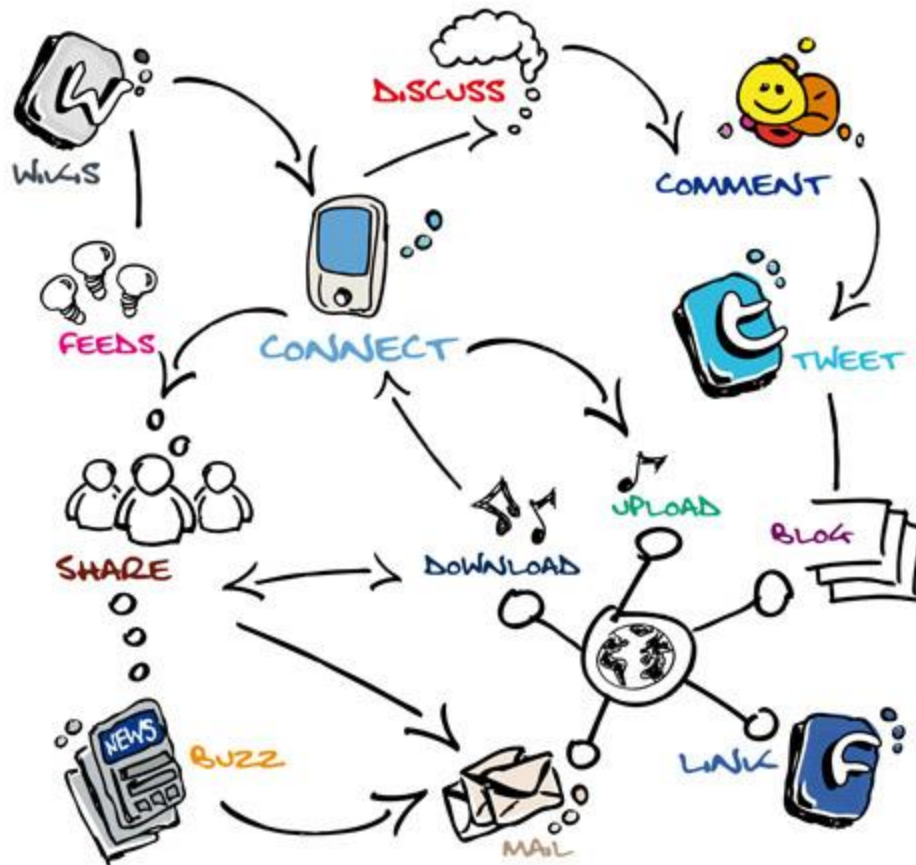 W
WIKIS
DISCUSS
COMMENT
FEEDS
CONNECT
t
TWEET
SHARE
DOWNLOAD
UPLOAD
BLOG
NEWS
BUZZ
MAIL
LINK
F